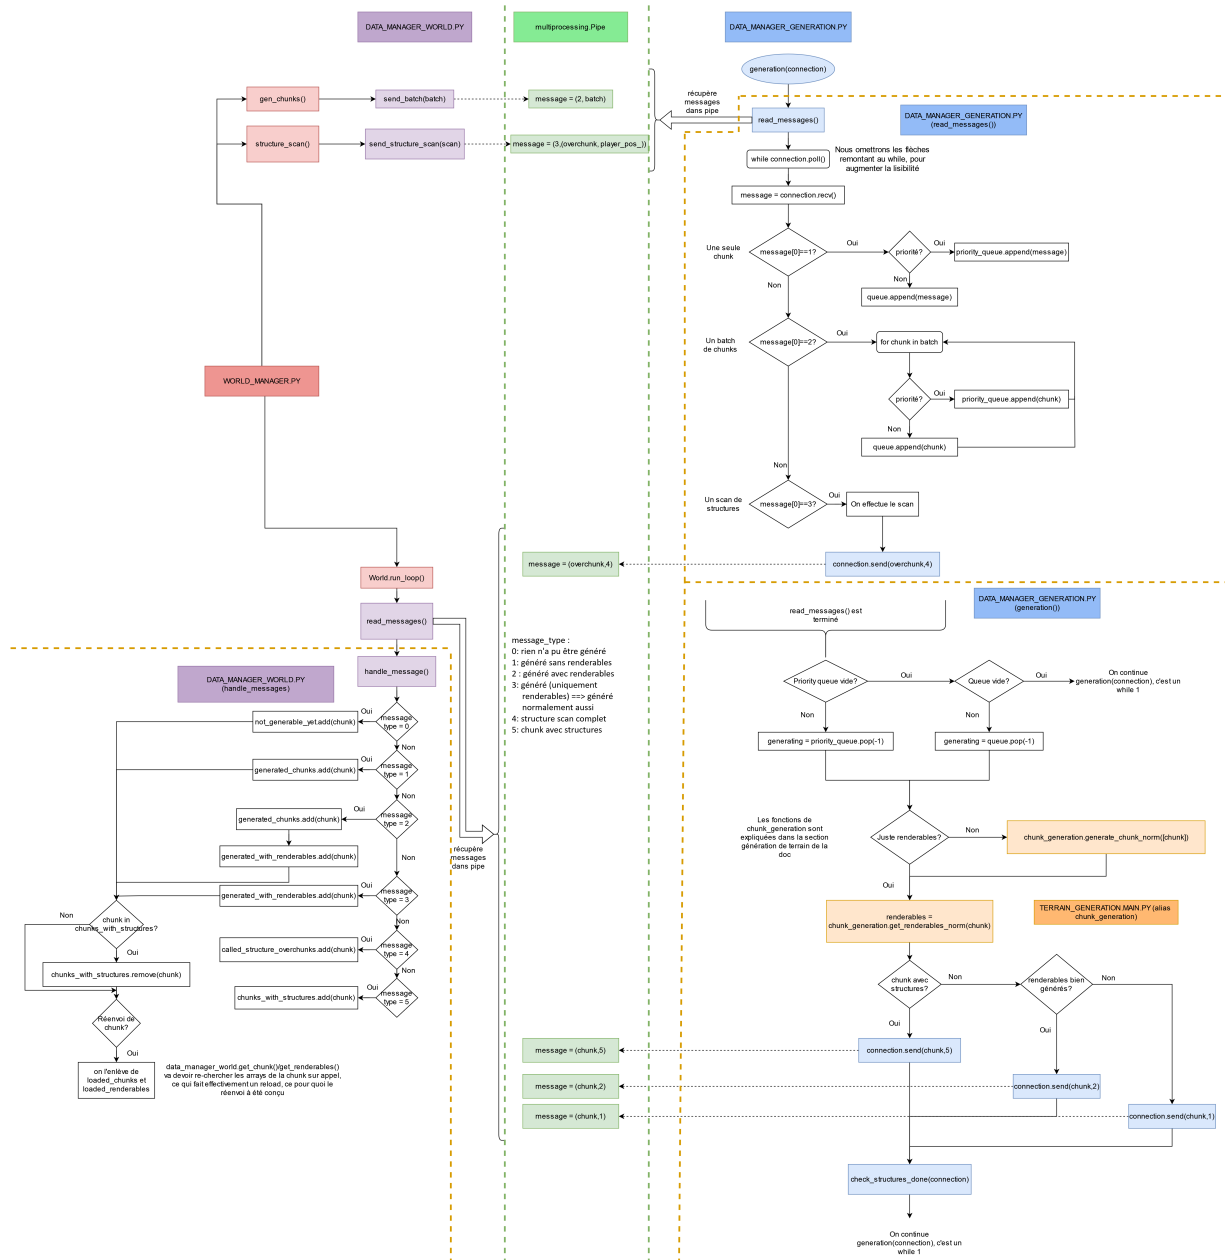 DATA_MANAGER_WORLD.PY
multiprocessing.Pipe
DATA_MANAGER_GENERATION.PY
generation(connection)
gen_chunks()
send_batch(batch)
message = (2, batch)
récupère
messages
dans pipe
read_messages()
DATA_MANAGER_GENERATION.PY
(read_messages())
structure_scan()
send_structure_scan(scan)
message = (3,(overchunk, player_pos_))
while connection.poll()
Nous omettrons les flèches
remontant au while, pour
augmenter la lisibilité
message = connection.recv()
Une seule
chunk
message[0]==1?
Oui
priorité?
Oui
priority_queue.append(message)
Non
Non
queue.append(message)
Un batch
de chunks
message[0]==2?
Oui
for chunk in batch
WORLD_MANAGER.PY
priorité?
Oui
priority_queue.append(chunk)
Non
queue.append(chunk)
Non
Un scan de
structures
message[0]==3?
Oui
On effectue le scan
message = (overchunk,4)
connection.send(overchunk,4)
World.run_loop()
read_messages()
DATA_MANAGER_GENERATION.PY
(generation())
read_messages() est
terminé
message_type :
0: rien n'a pu être généré
1: généré sans renderables
2 : généré avec renderables
3: généré (uniquement
renderables) ==> généré
normalement aussi
4: structure scan complet
5: chunk avec structures
handle_message()
DATA_MANAGER_WORLD.PY
(handle_messages)
Priority queue vide?
Oui
Queue vide?
Oui
On continue
generation(connection), c'est un
while 1
Non
Non
generating = priority_queue.pop(-1)
generating = queue.pop(-1)
not_generable_yet.add(chunk)
Oui
message
type = 0
Non
generated_chunks.add(chunk)
Oui
message
type = 1
Non
generated_chunks.add(chunk)
Oui
message
type = 2
generated_with_renderables.add(chunk)
Non
récupère
messages
dans pipe
Les fonctions de
chunk_generation sont
expliquées dans la section
génération de terrain de la
doc
Juste renderables?
Non
chunk_generation.generate_chunk_norm([chunk])
Oui
generated_with_renderables.add(chunk)
Oui
message
type = 3
Non
renderables =
chunk_generation.get_renderables_norm(chunk)
TERRAIN_GENERATION.MAIN.PY (alias
chunk_generation)
Non
chunk in
chunks_with_structures?
Oui
called_structure_overchunks.add(chunk)
Oui
message
type = 4
Non
chunks_with_structures.remove(chunk)
chunks_with_structures.add(chunk)
Oui
message
type = 5
chunk avec
structures?
Non
renderables bien
générés?
Non
Oui
Oui
Réenvoi de
chunk?
Oui
message = (chunk,5)
connection.send(chunk,5)
on l'enlève de
loaded_chunks et
loaded_renderables
data_manager_world.get_chunk()/get_renderables()
va devoir re-chercher les arrays de la chunk sur appel,
ce qui fait effectivement un reload, ce pour quoi le
réenvoi à été conçu
message = (chunk,2)
connection.send(chunk,2)
message = (chunk,1)
connection.send(chunk,1)
check_structures_done(connection)
On continue
generation(connection), c'est un
while 1